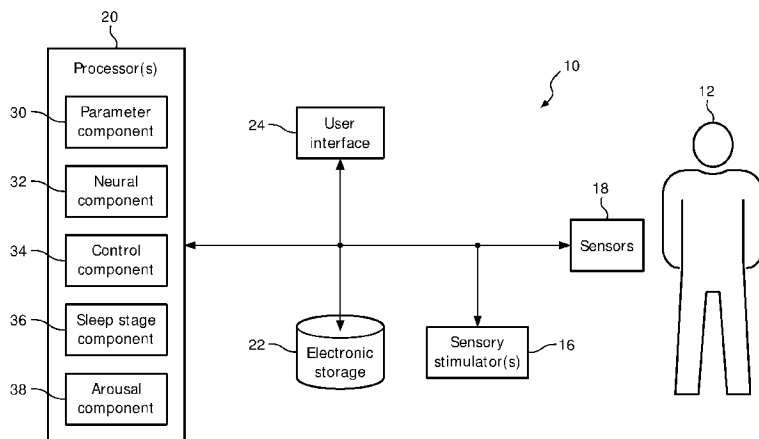 20
Processor(s)
30
Parameter
component
32
Neural
component
34
Control
component
36
Sleep stage
component
38
Arousal
component
24
User
interface
10
12
18
Sensors
22
Electronic
storage
Sensory
stimulator(s)
16